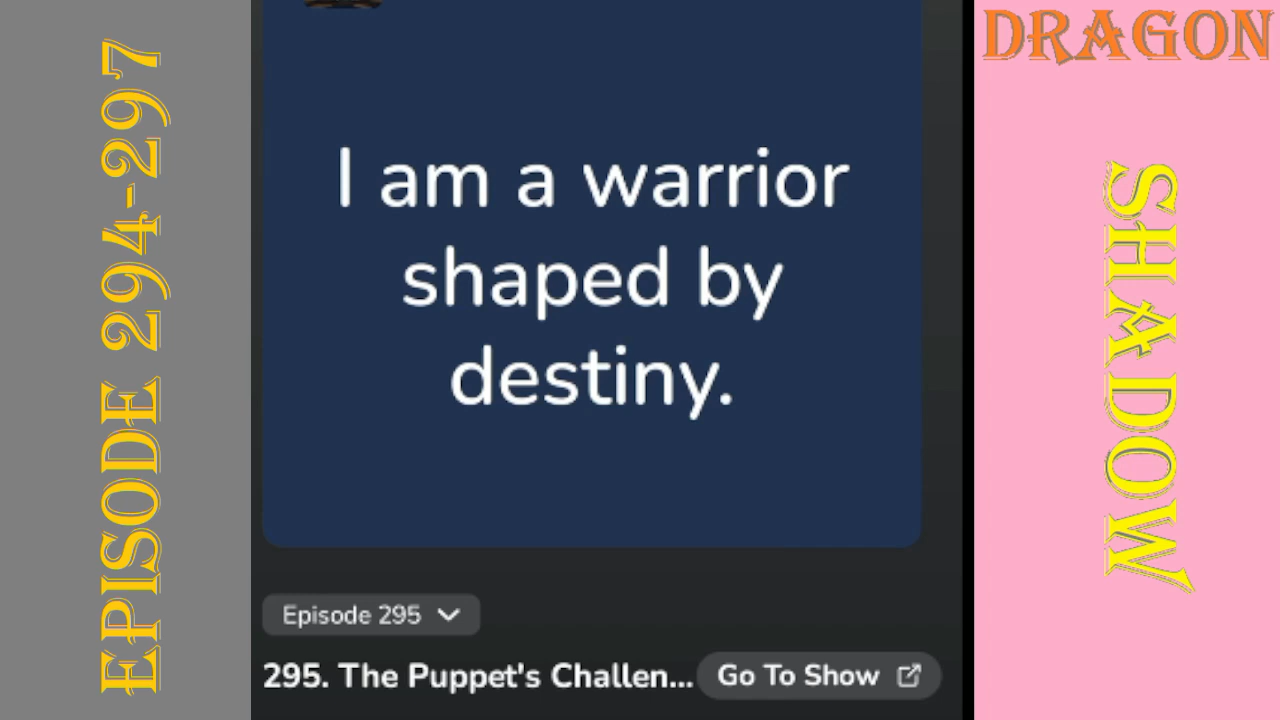 EPISODE 294-297
I am a warrior
shaped by
destiny.
Episode 295
295. The Puppet's Challen...
Go To Show
DRAGON
SHADOW